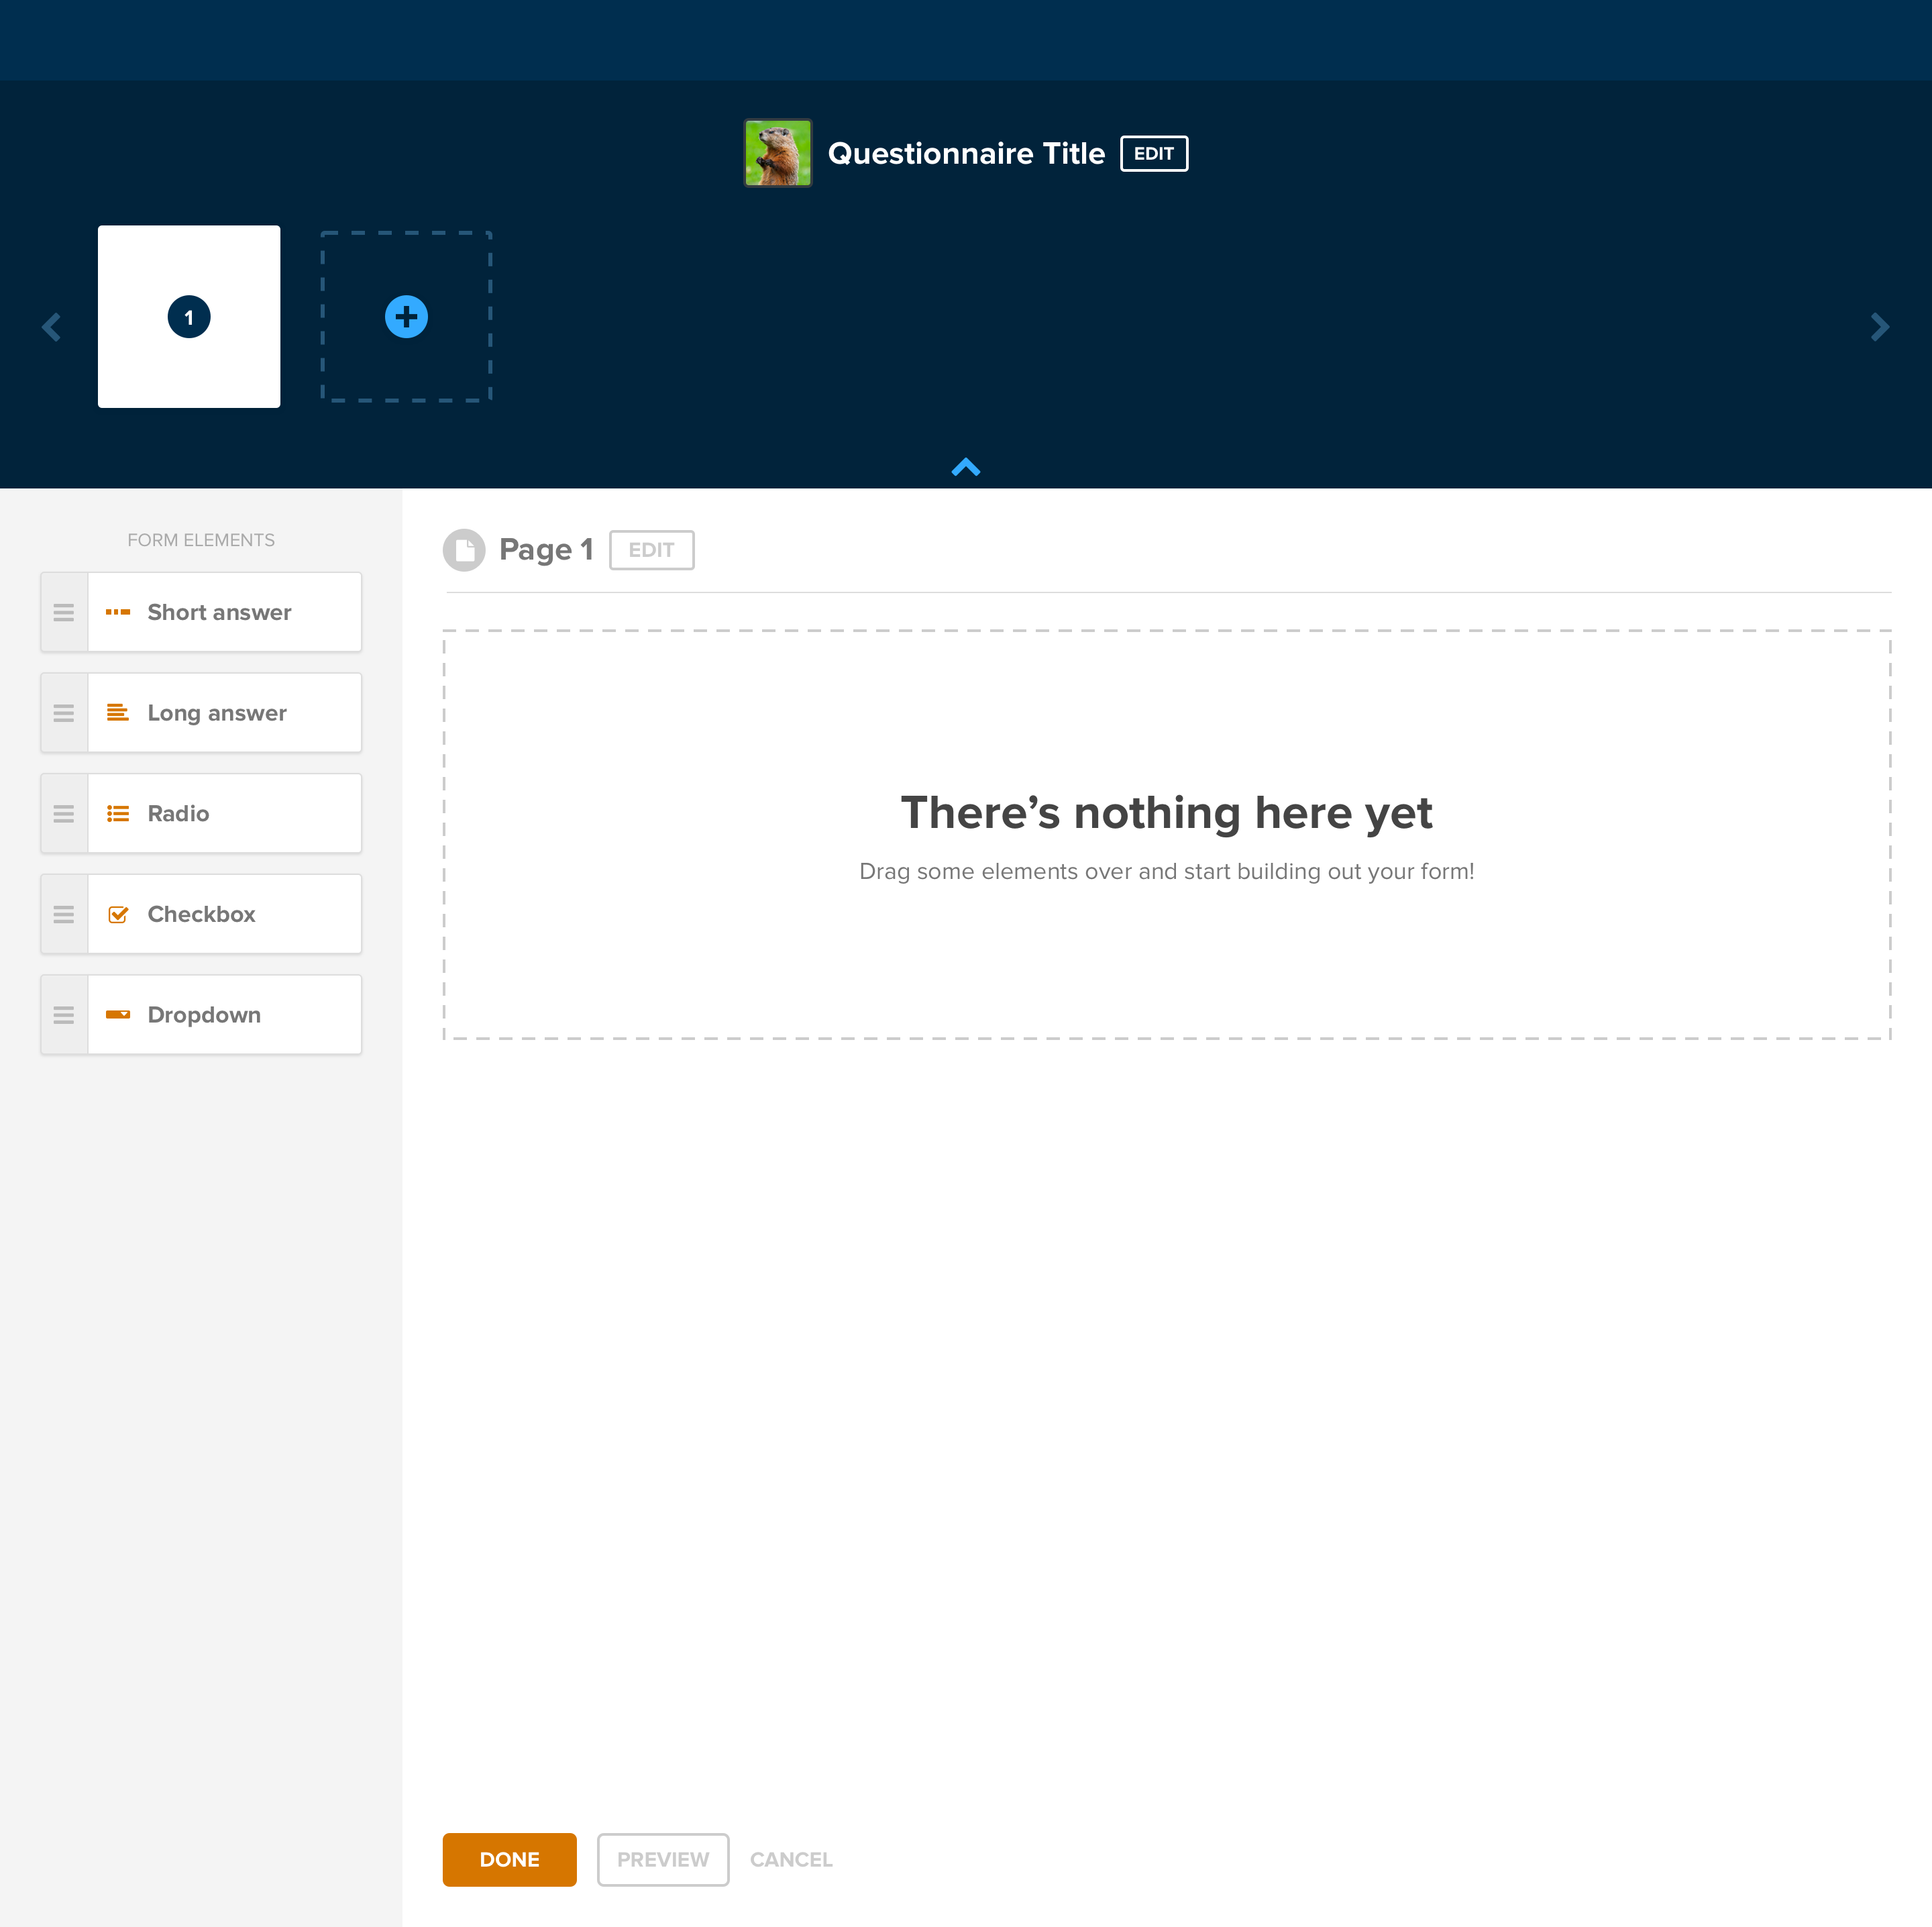 Questionnaire Title
EDIT
1
FORM ELEMENTS
Short answer
Long answer
Radio
Checkbox
Dropdown
Page 1
EDIT
There’s nothing here yet
Drag some elements over and start building out your form!
DONE
PREVIEW
CANCEL